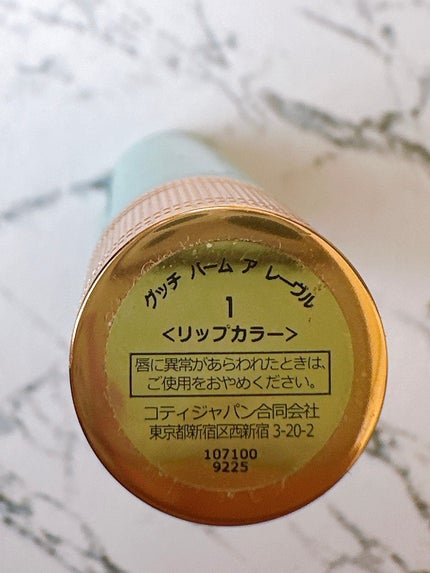 グッチ バーム ア レーヴル
1
<リップカラー>
唇に異常があらわれたときは、
ご使用をおやめください。
コティジャパン合同会社
東京都新宿区西新宿 3-20-2
107100
9225